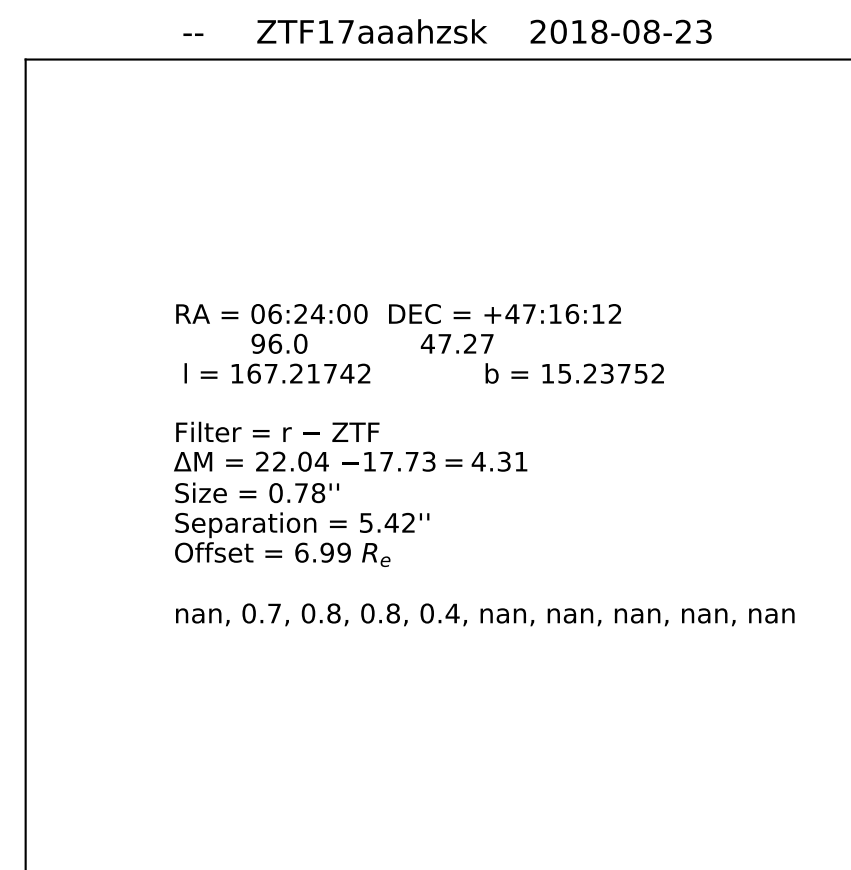 -- ZTF17aaahzsk 2018-08-23
RA = 06:24:00 DEC = +47:16:12
96.0 47.27
l = 167.21742 b = 15.23752
Filter = r − ZTF
ΔM = 22.04 −17.73 = 4.31
Size = 0.78''
Separation = 5.42''
Offset = 6.99 Re
nan, 0.7, 0.8, 0.8, 0.4, nan, nan, nan, nan, nan